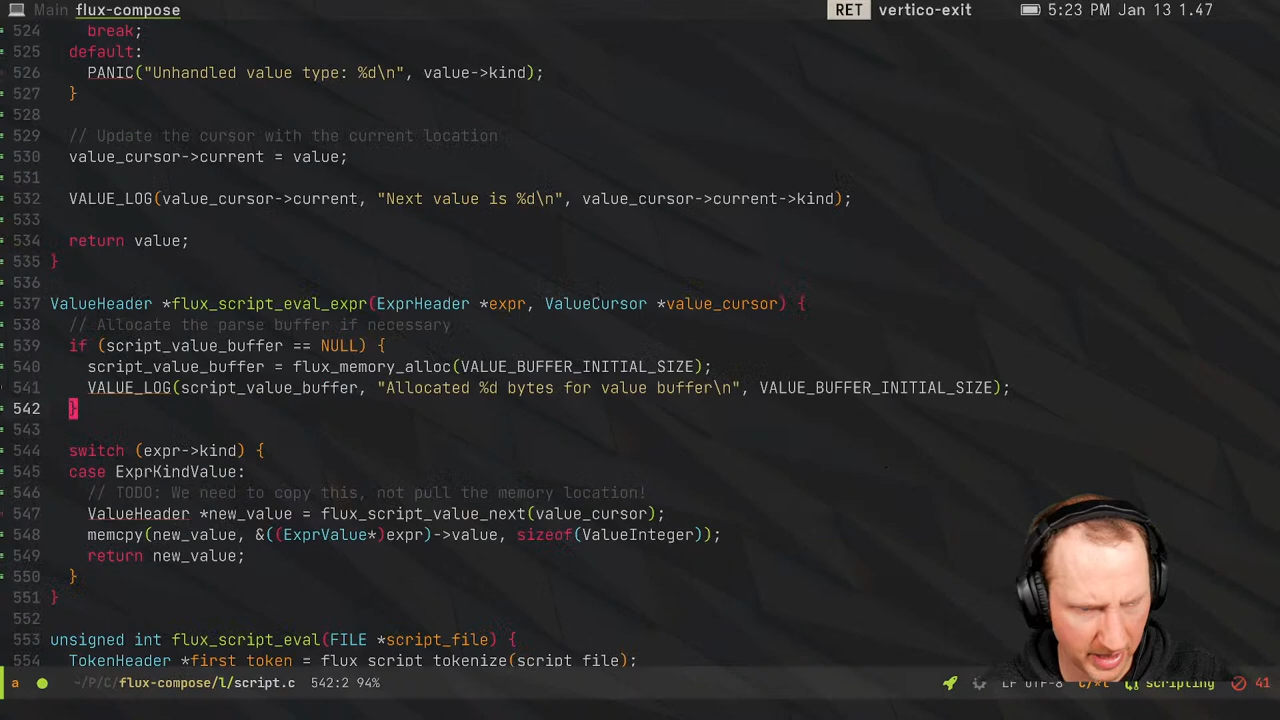 Main flux-compose RET vertico-exit 5:23 PM Jan 13 1.47
524 break;
525 default:
526 PANIC("Unhandled value type: %d\n", value->kind);
527 }
528
529 // Update the cursor with the current location
530 value_cursor->current = value;
531
532 VALUE_LOG(value_cursor->current, "Next value is %d\n", value_cursor->current->kind);
533
534 return value;
535 }
536
537 ValueHeader *flux_script_eval_expr(ExprHeader *expr, ValueCursor *value_cursor) {
538 // Allocate the parse buffer if necessary
539 if (script_value_buffer == NULL) {
540 script_value_buffer = flux_memory_alloc(VALUE_BUFFER_INITIAL_SIZE);
541 VALUE_LOG(script_value_buffer, "Allocated %d bytes for value buffer\n", VALUE_BUFFER_INITIAL_SIZE);
542 }
543
544 switch (expr->kind) {
545 case ExprKindValue:
546 // TODO: We need to copy this, not pull the memory location!
547 ValueHeader *new_value = flux_script_value_next(value_cursor);
548 memcpy(new_value, &((ExprValue*)expr)->value, sizeof(ValueInteger));
549 return new_value;
550 }
551 }
552
553 unsigned int flux_script_eval(FILE *script_file) {
554 TokenHeader *first_token = flux_script_tokenize(script_file);
a ~/P/C/flux-compose/l/script.c 542:2 94% LF UTF-8 scripting 41